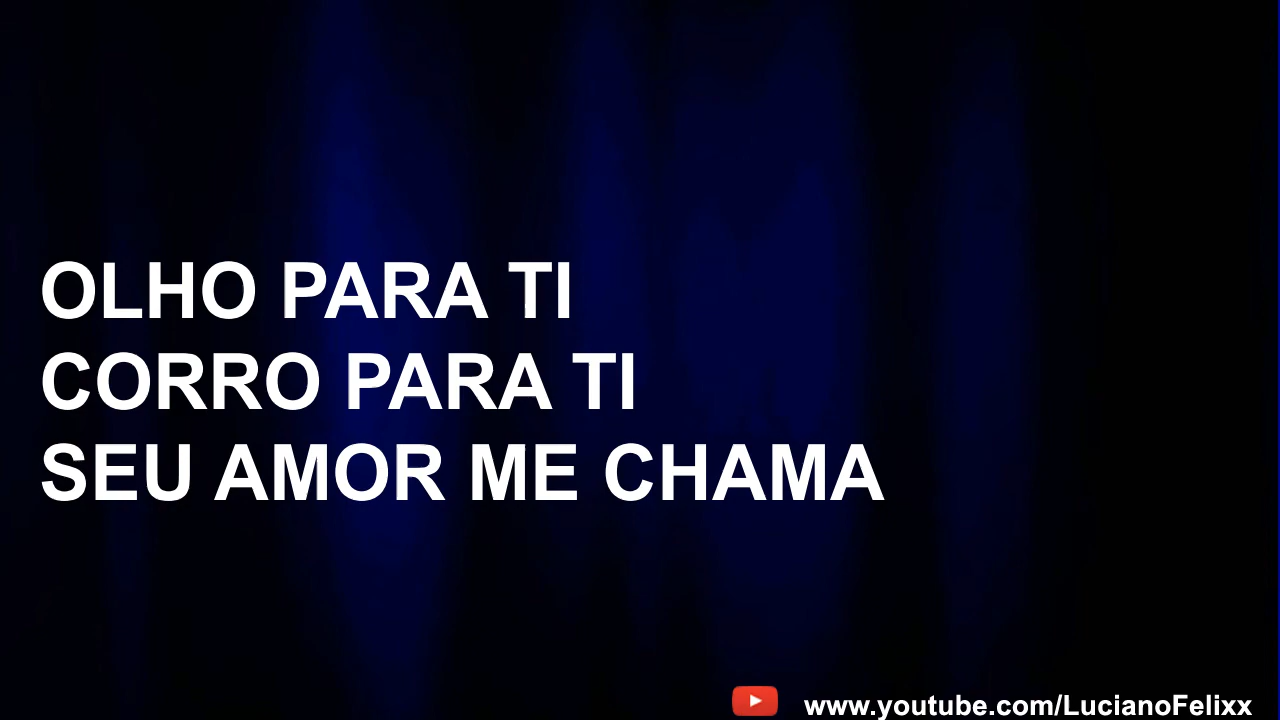 OLHO PARA TI
CORRO PARA TI
SEU AMOR ME CHAMA
www.youtube.com/LucianoFelixx